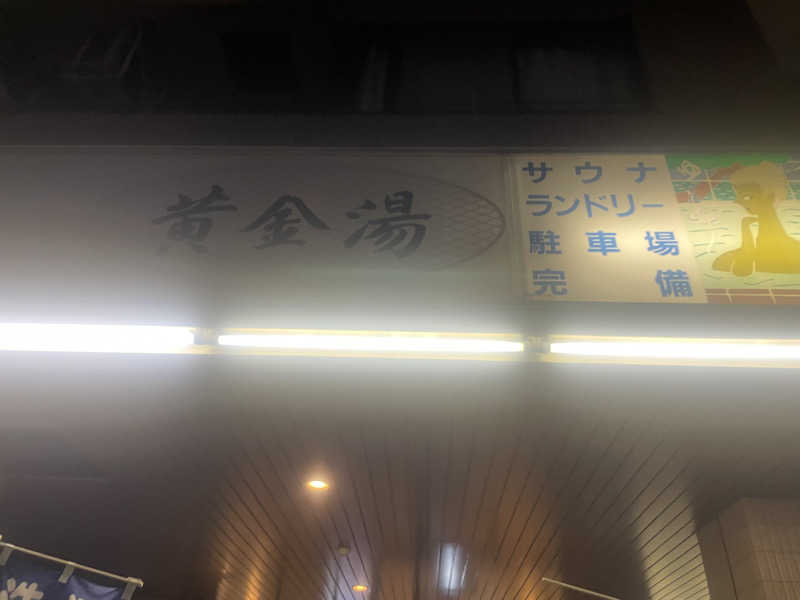 黄金湯
サウナ
ランドリー
駐車場
完備